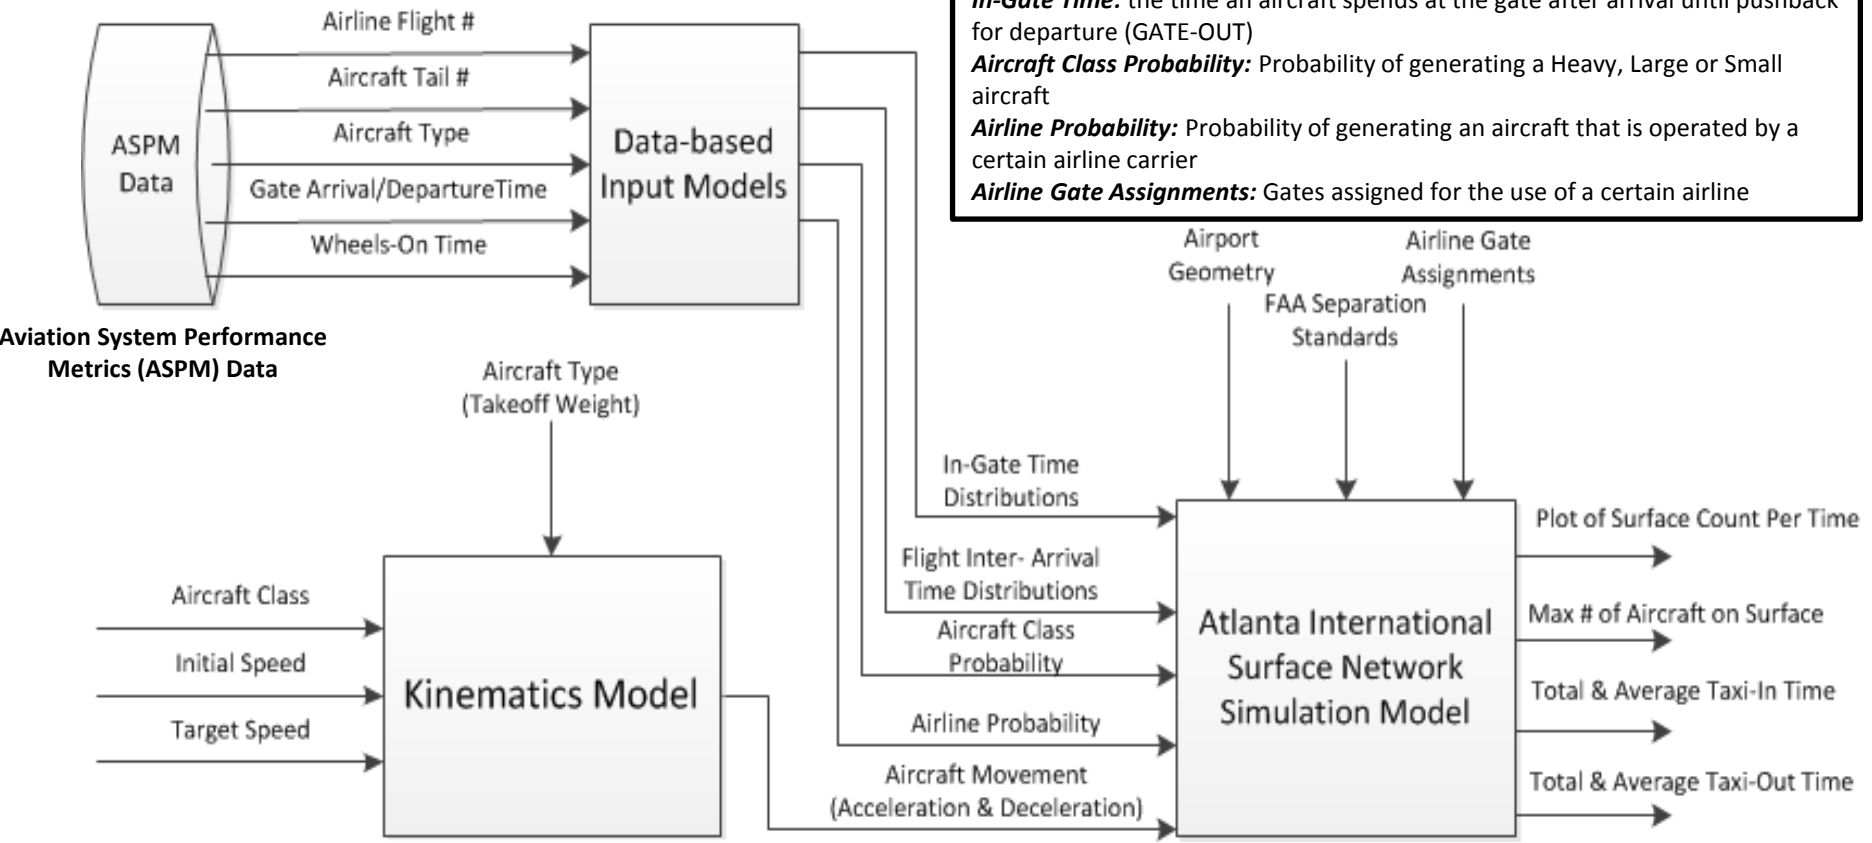 Airline Flight #
Aircraft Tail #
Aircraft Type
Gate Arrival/DepartureTime
Wheels-On Time
ASPM
Data
Data-based
Input Models
In-Gate Time: the time an aircraft spends at the gate after arrival until pushback
for departure (GATE-OUT)
Aircraft Class Probability: Probability of generating a Heavy, Large or Small
aircraft
Airline Probability: Probability of generating an aircraft that is operated by a
certain airline carrier
Airline Gate Assignments: Gates assigned for the use of a certain airline
Aviation System Performance
Metrics (ASPM) Data
Airport
Geometry
FAA Separation
Standards
Airline Gate
Assignments
Aircraft Type
(Takeoff Weight)
Aircraft Class
Initial Speed
Target Speed
Kinematics Model
In-Gate Time
Distributions
Flight Inter- Arrival
Time Distributions
Aircraft Class
Probability
Airline Probability
Aircraft Movement
(Acceleration & Deceleration)
Atlanta International
Surface Network
Simulation Model
Plot of Surface Count Per Time
Max # of Aircraft on Surface
Total & Average Taxi-In Time
Total & Average Taxi-Out Time